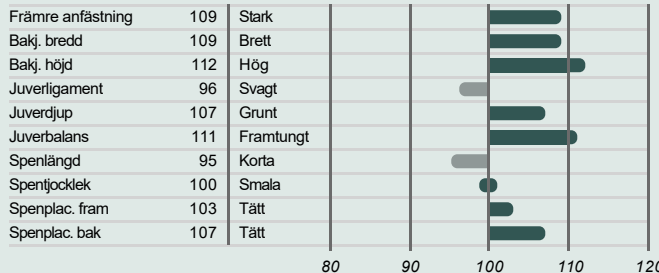 Främre anfästning 109 Stark
Bakj. bredd 109 Brett
Bakj. höjd 112 Hög
Juverligament 96 Svagt
Juverdjup 107 Grunt
Juverbalans 111 Framtungt
Spenlängd 95 Korta
Spentjocklek 100 Smala
Spenplac. fram 103 Tätt
Spenplac. bak 107 Tätt
80 90 100 110 120